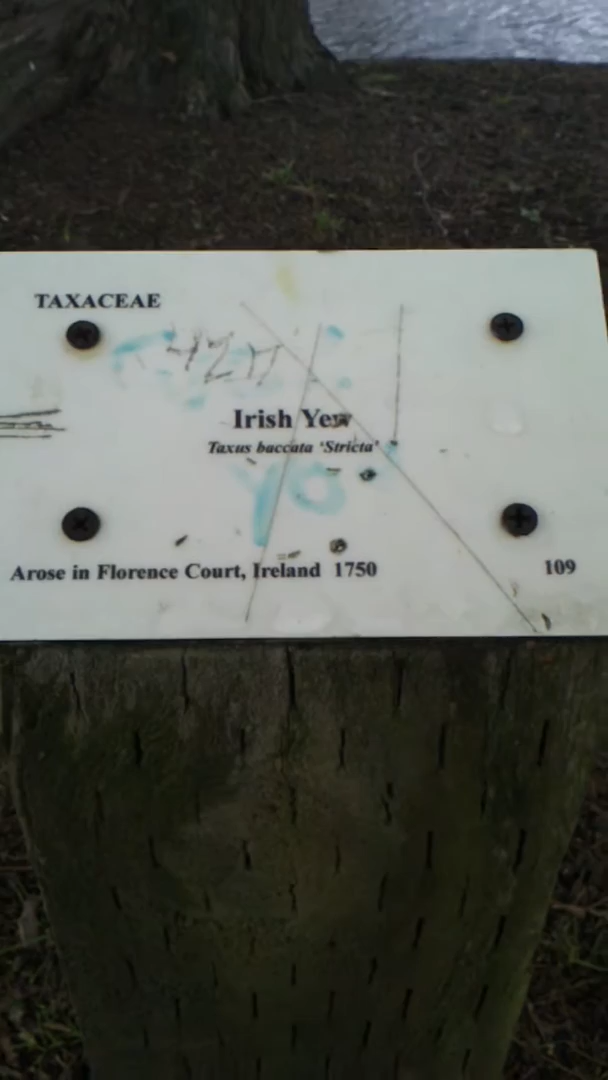 TAXACEAE
Irish Yew
Taxus baccata 'Stricta'
Arose in Florence Court, Ireland 1750
109